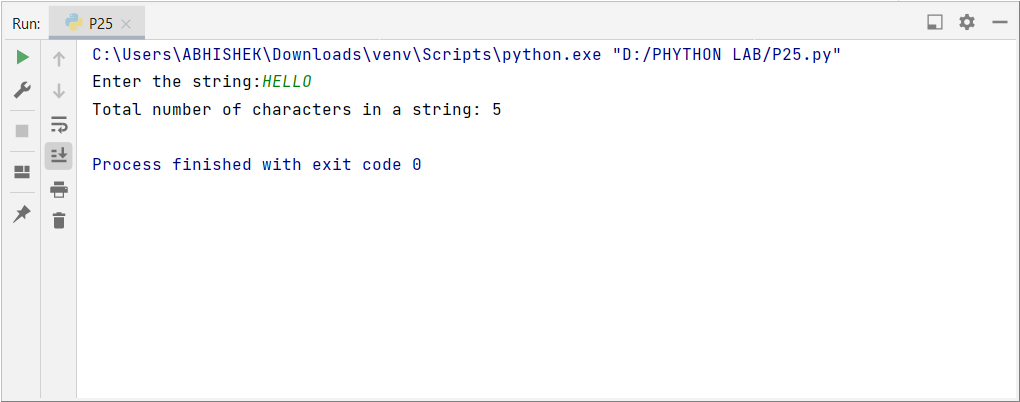 Run: P25
C:\Users\ABHISHEK\Downloads\venv\Scripts\python.exe "D:/PHYTHON LAB/P25.py"
Enter the string:HELLO
Total number of characters in a string: 5
Process finished with exit code 0